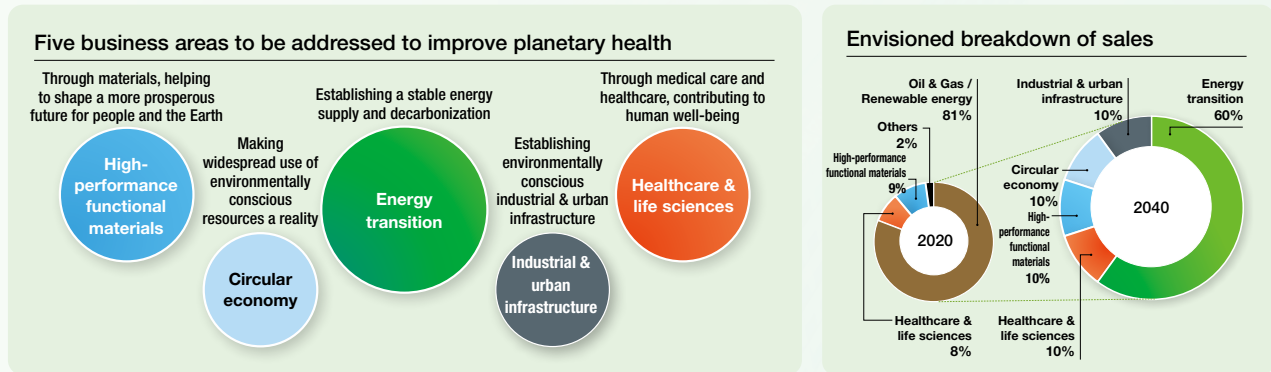 Five business areas to be addressed to improve planetary health
Through materials, helping
to shape a more prosperous
future for people and the Earth
High-
performance
functional
materials
Making
widespread use of
environmentally
conscious
resources a reality
Circular
economy
Establishing a stable energy
supply and decarbonization
Energy
transition
Establishing
environmentally
conscious
industrial & urban
infrastructure
Industrial &
urban
infrastructure
Through medical care and
healthcare, contributing to
human well-being
Healthcare &
life sciences
Envisioned breakdown of sales
Oil & Gas /
Renewable energy
81%
Others
2%
High-performance
functional materials
9%
2020
Healthcare &
life sciences
8%
Industrial & urban
infrastructure
10%
Energy
transition
60%
Circular
economy
10%
High-
performance
functional
materials
10%
2040
Healthcare &
life sciences
10%